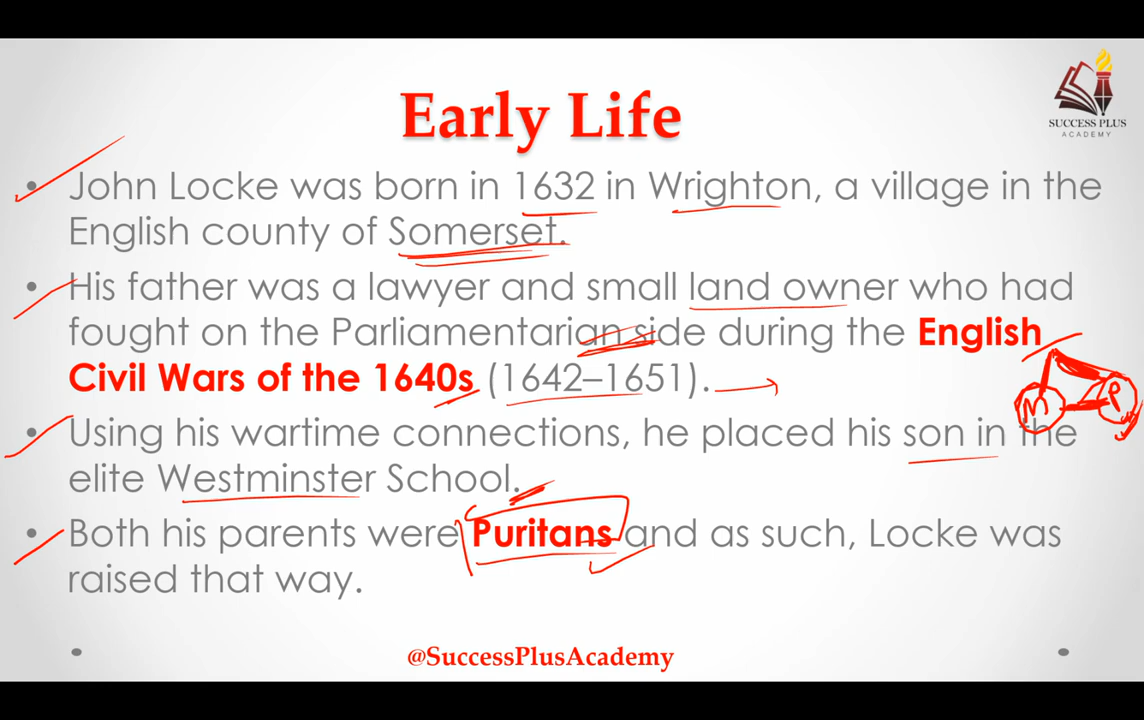 SUCCESS PLUS
ACADEMY
Early Life
• John Locke was born in 1632 in Wrighton, a village in the
English county of Somerset.
• His father was a lawyer and small land owner who had
fought on the Parliamentarian side during the English
Civil Wars of the 1640s (1642–1651).
M P
• Using his wartime connections, he placed his son in the
elite Westminster School.
• Both his parents were Puritans and as such, Locke was
raised that way.
@SuccessPlusAcademy